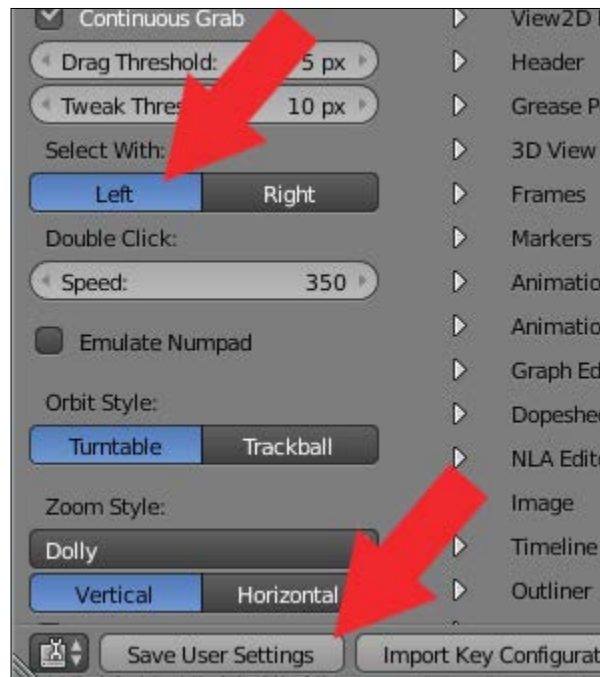 Continuous Grab
Drag Threshold: 5 px
Tweak Thres 10 px
Select With:
Left Right
Double Click:
Speed: 350
Emulate Numpad
Orbit Style:
Turntable Trackball
Zoom Style:
Dolly
Vertical Horizontal
Save User Settings Import Key Configurat
View2D
Header
Grease P
3D View
Frames
Markers
Animatio
Animatio
Graph Ed
Dopeshee
NLA Edit
Image
Timeline
Outliner